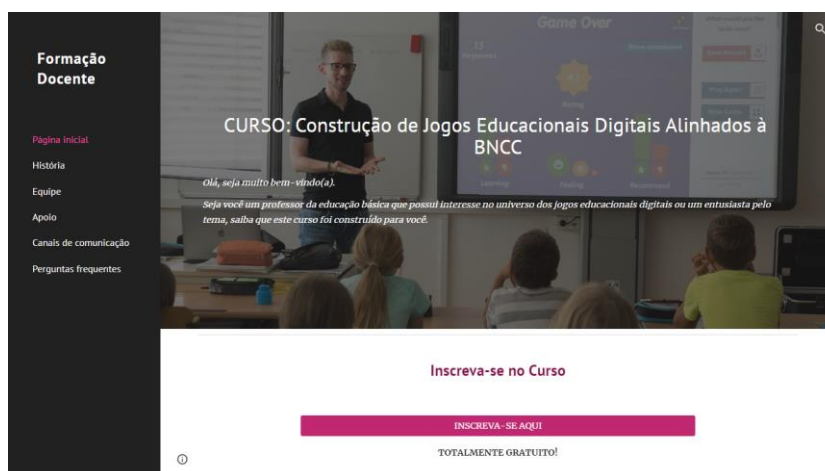 Formação
Docente
Página inicial
História
Equipe
Apoio
Canais de comunicação
Perguntas frequentes
Game Over
CURSO: Construção de Jogos Educacionais Digitais Alinhados à
BNCC
Olá, seja muito bem-vindo(a).
Seja você um professor da educação básica que possui interesse no universo dos jogos educacionais digitais ou um entusiasta pelo
tema, saiba que este curso foi construído para você.
Inscreva-se no Curso
INSCREVA-SE AQUI
TOTALMENTE GRATUITO!